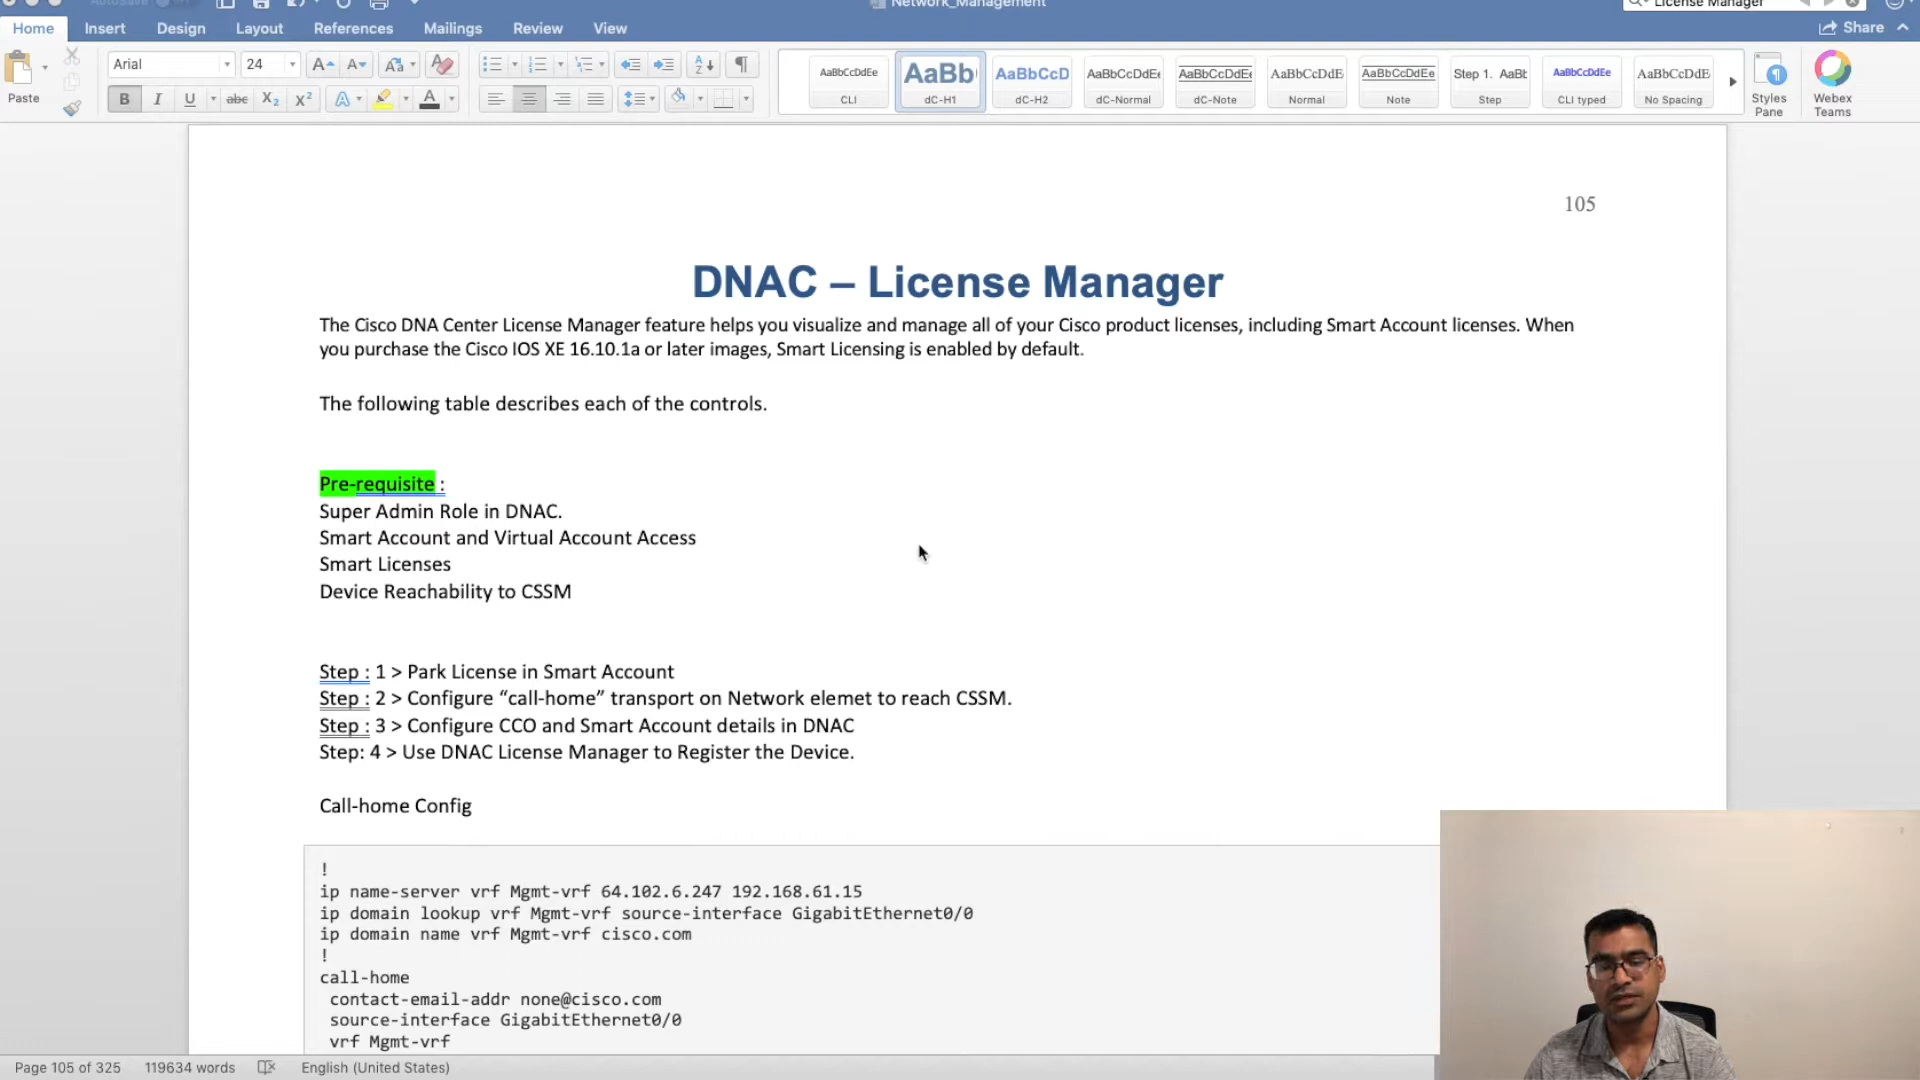 AutoSave
Network_Management
License Manager
Home Insert Design Layout References Mailings Review View
Share
Paste
Arial 24
AaBbCcDdEe CLI
AaBb dC-H1
AaBbCcD dC-H2
AaBbCcDdEe dC-Normal
AaBbCcDdEe dC-Note
AaBbCcDdE Normal
AaBbCcDdEe Note
Step 1. AaBb Step
AaBbCcDdEe CLI typed
AaBbCcDdE No Spacing
Styles Pane
Webex Teams
105
DNAC – License Manager
The Cisco DNA Center License Manager feature helps you visualize and manage all of your Cisco product licenses, including Smart Account licenses. When
you purchase the Cisco IOS XE 16.10.1a or later images, Smart Licensing is enabled by default.
The following table describes each of the controls.
Pre-requisite :
Super Admin Role in DNAC.
Smart Account and Virtual Account Access
Smart Licenses
Device Reachability to CSSM
Step : 1 > Park License in Smart Account
Step : 2 > Configure “call-home” transport on Network elemet to reach CSSM.
Step : 3 > Configure CCO and Smart Account details in DNAC
Step: 4 > Use DNAC License Manager to Register the Device.
Call-home Config
!
ip name-server vrf Mgmt-vrf 64.102.6.247 192.168.61.15
ip domain lookup vrf Mgmt-vrf source-interface GigabitEthernet0/0
ip domain name vrf Mgmt-vrf cisco.com
!
call-home
contact-email-addr none@cisco.com
source-interface GigabitEthernet0/0
vrf Mgmt-vrf
Page 105 of 325 119634 words English (United States)